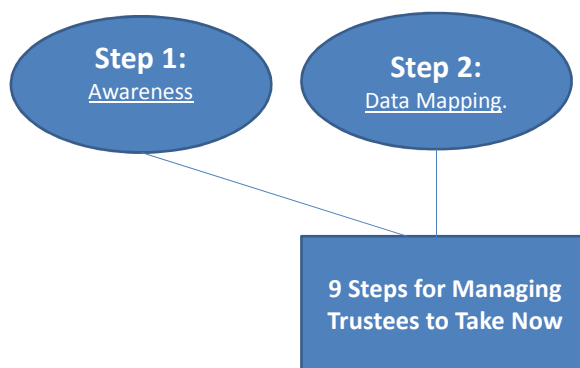 Step 1:
Awareness
Step 2:
Data Mapping.
9 Steps for Managing
Trustees to Take Now